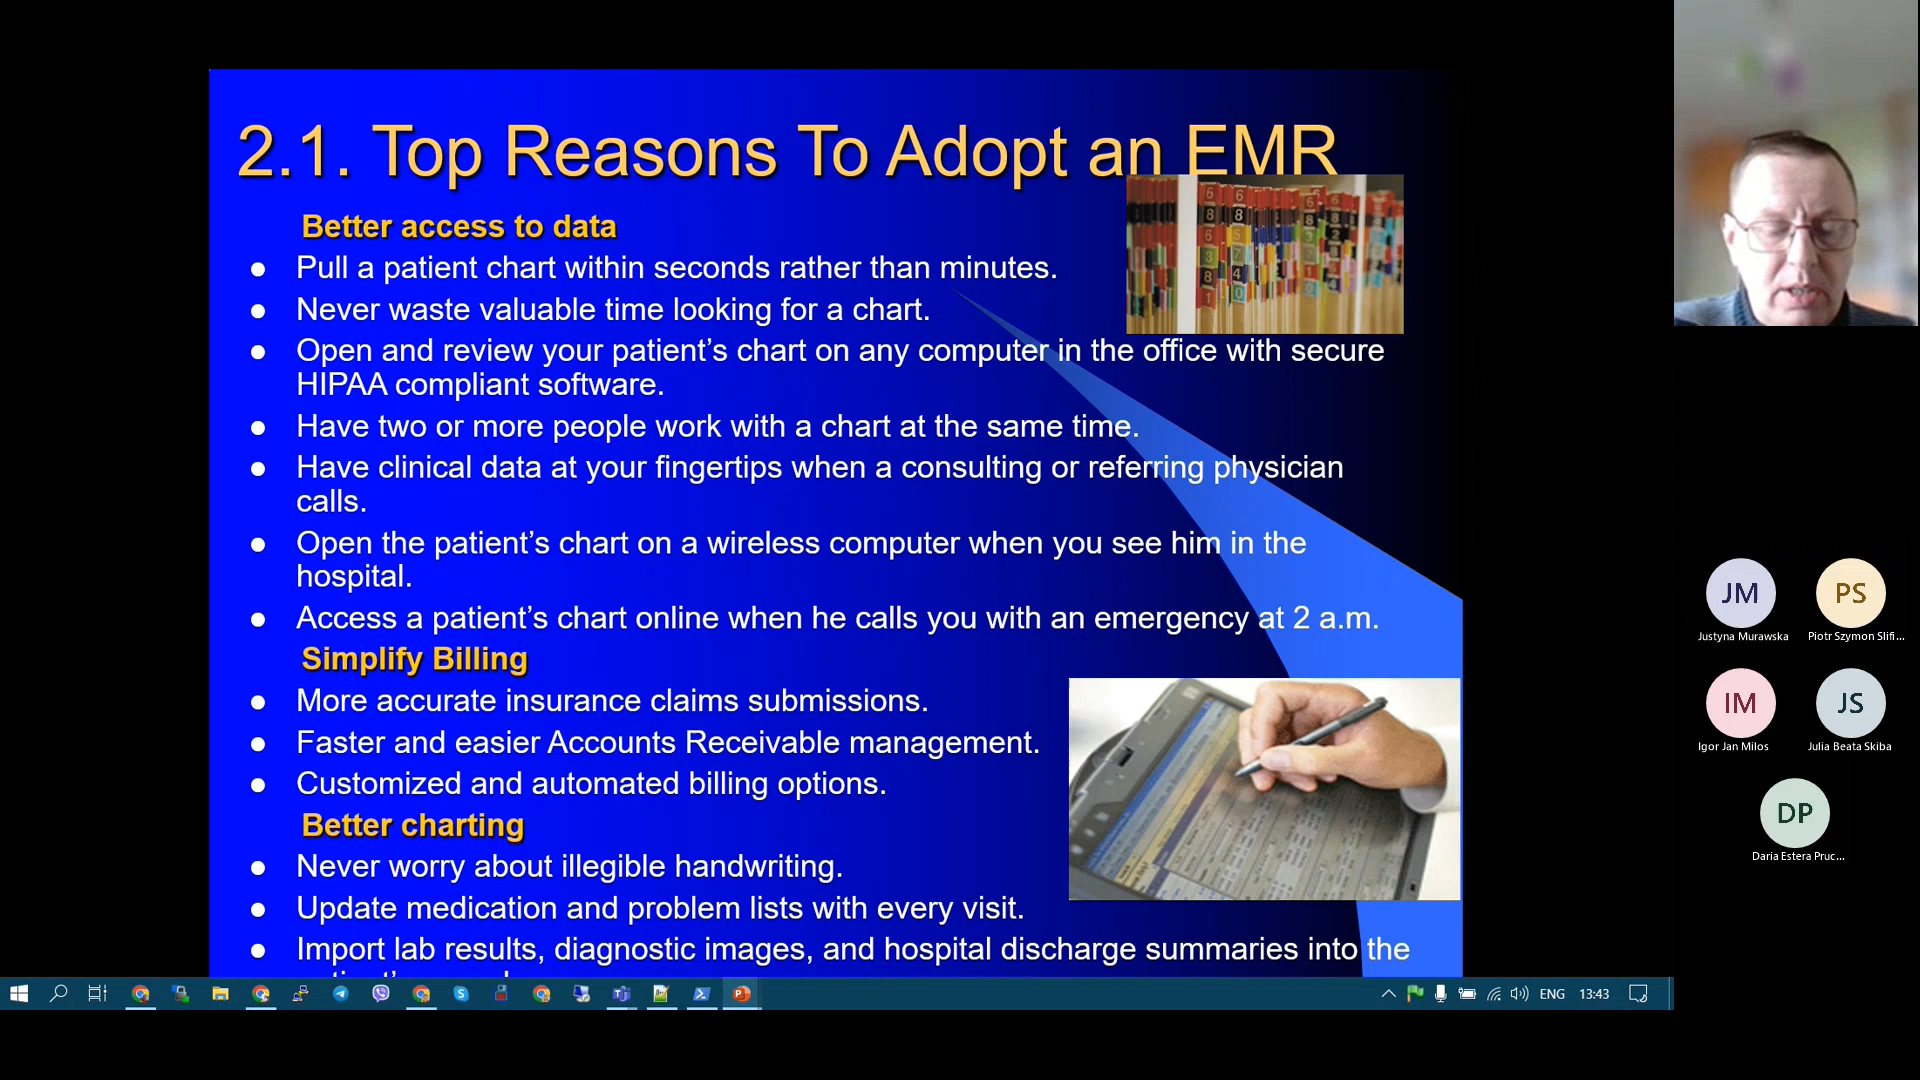 2.1. Top Reasons To Adopt an EMR
Better access to data
● Pull a patient chart within seconds rather than minutes.
● Never waste valuable time looking for a chart.
● Open and review your patient’s chart on any computer in the office with secure
HIPAA compliant software.
● Have two or more people work with a chart at the same time.
● Have clinical data at your fingertips when a consulting or referring physician
calls.
● Open the patient’s chart on a wireless computer when you see him in the
hospital.
● Access a patient’s chart online when he calls you with an emergency at 2 a.m.
Simplify Billing
● More accurate insurance claims submissions.
● Faster and easier Accounts Receivable management.
● Customized and automated billing options.
Better charting
● Never worry about illegible handwriting.
● Update medication and problem lists with every visit.
● Import lab results, diagnostic images, and hospital discharge summaries into the
JM
Justyna Murawska
PS
Piotr Szymon Slifi...
IM
Igor Jan Milos
JS
Julia Beata Skiba
DP
Daria Estera Pruc...
ENG 13:43